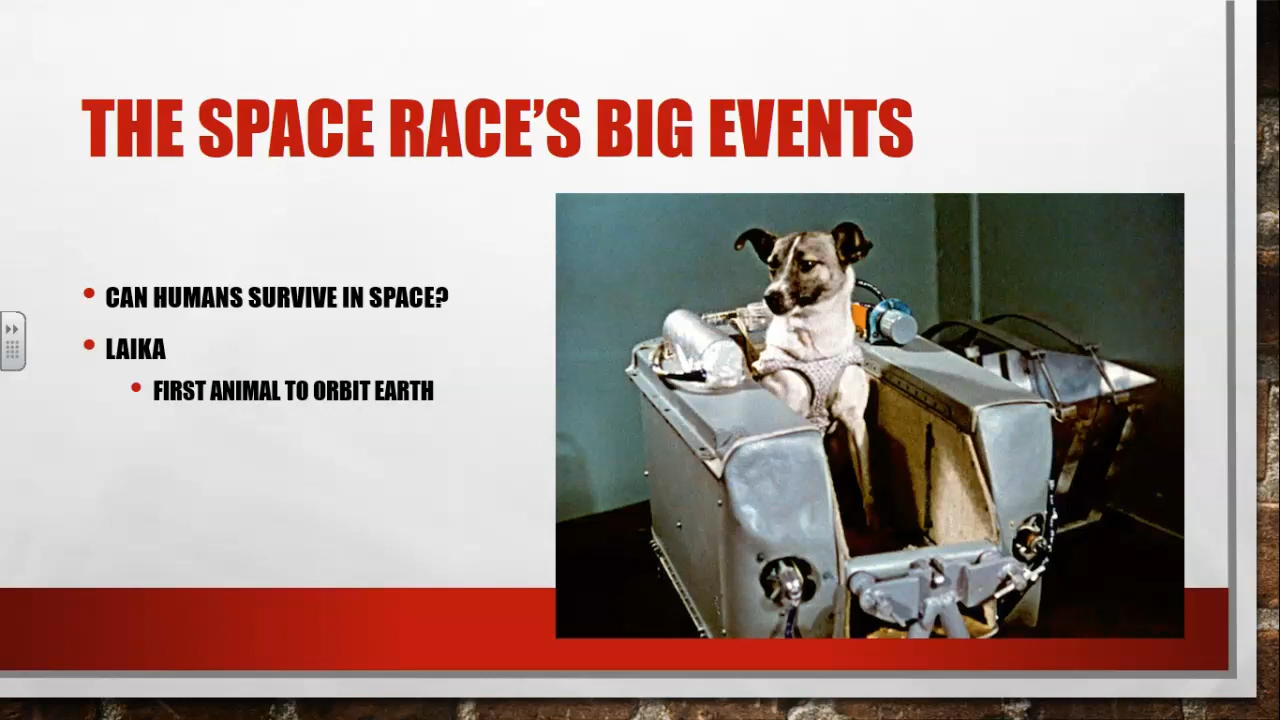 THE SPACE RACE’S BIG EVENTS
CAN HUMANS SURVIVE IN SPACE?
LAIKA
FIRST ANIMAL TO ORBIT EARTH